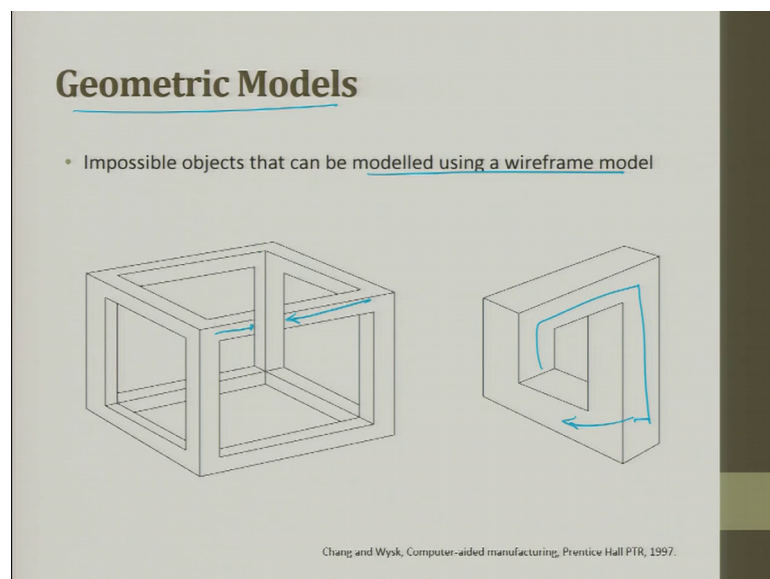 Geometric Models
• Impossible objects that can be modelled using a wireframe model
Chang and Wysk, Computer-aided manufacturing, Prentice Hall PTR, 1997.